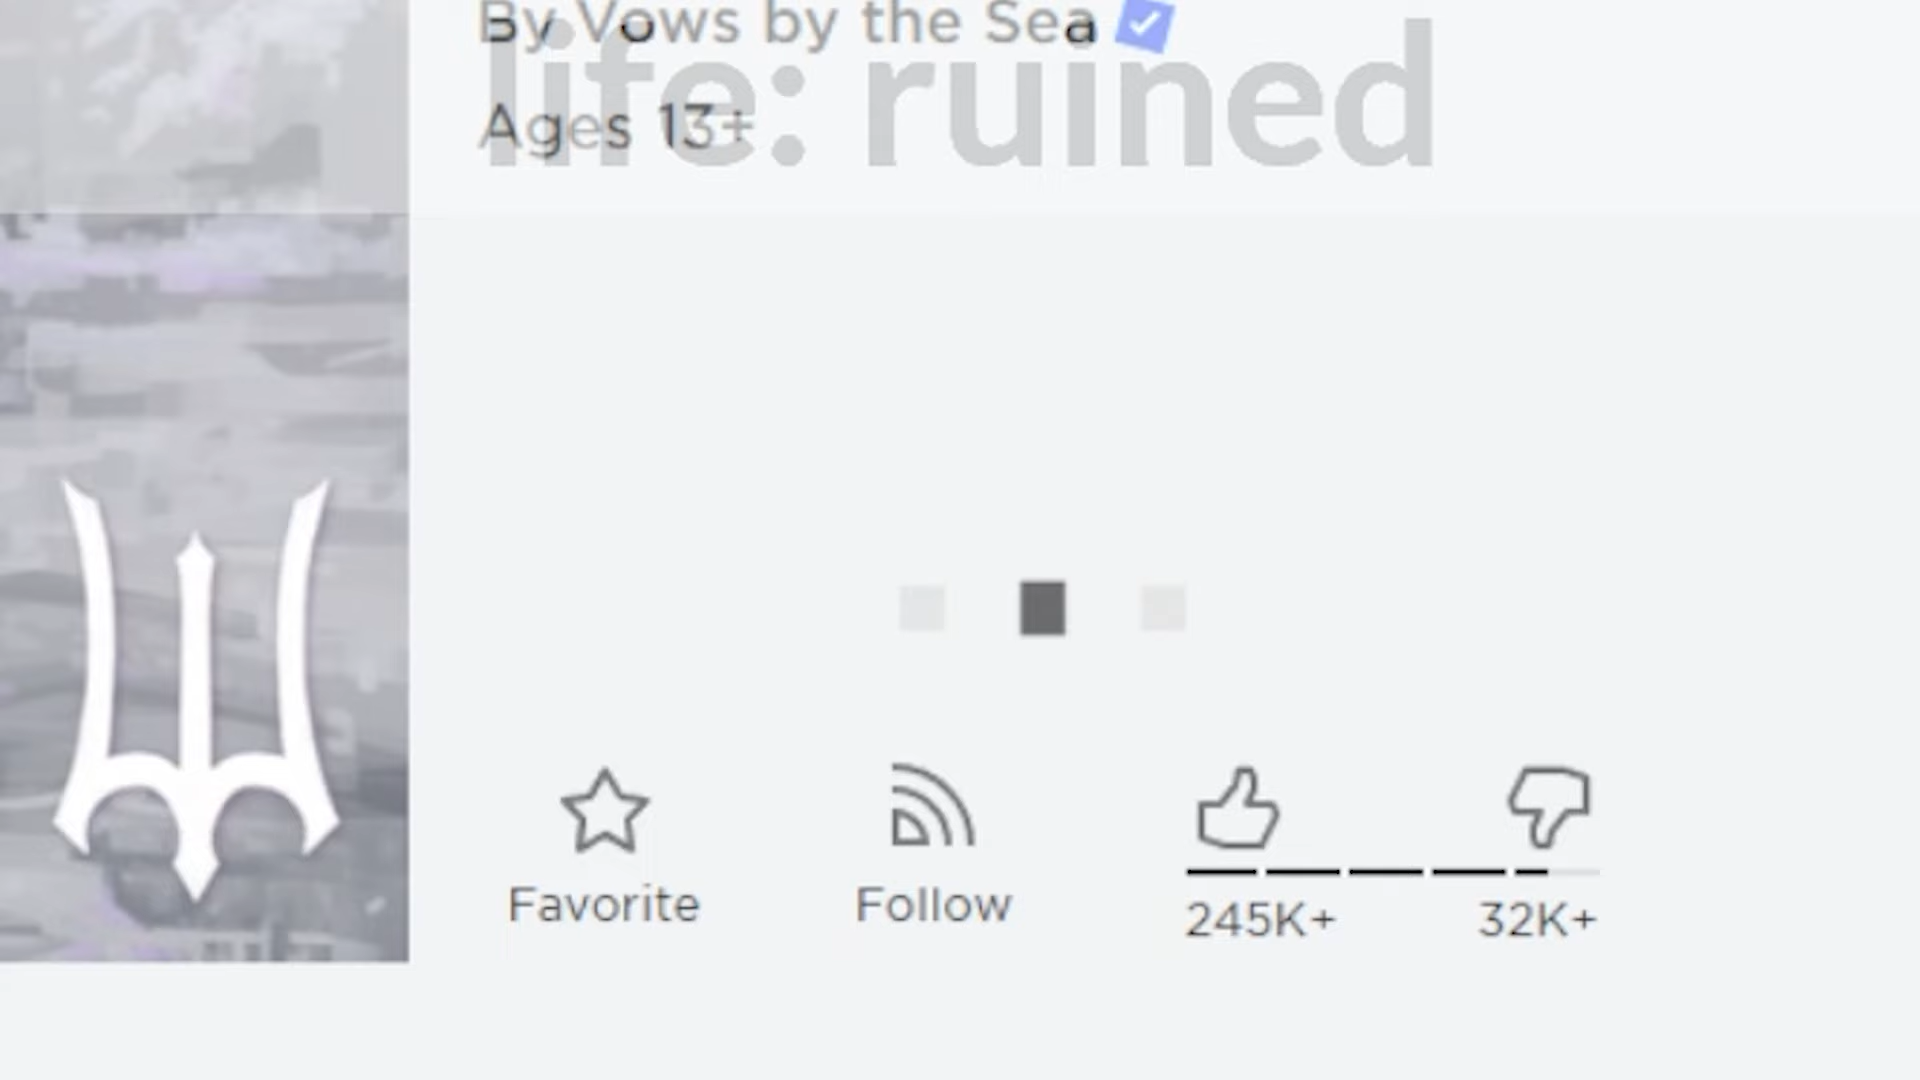 By Vows by the Sea
life: ruined
Ages 13+
Favorite
Follow
245K+
32K+